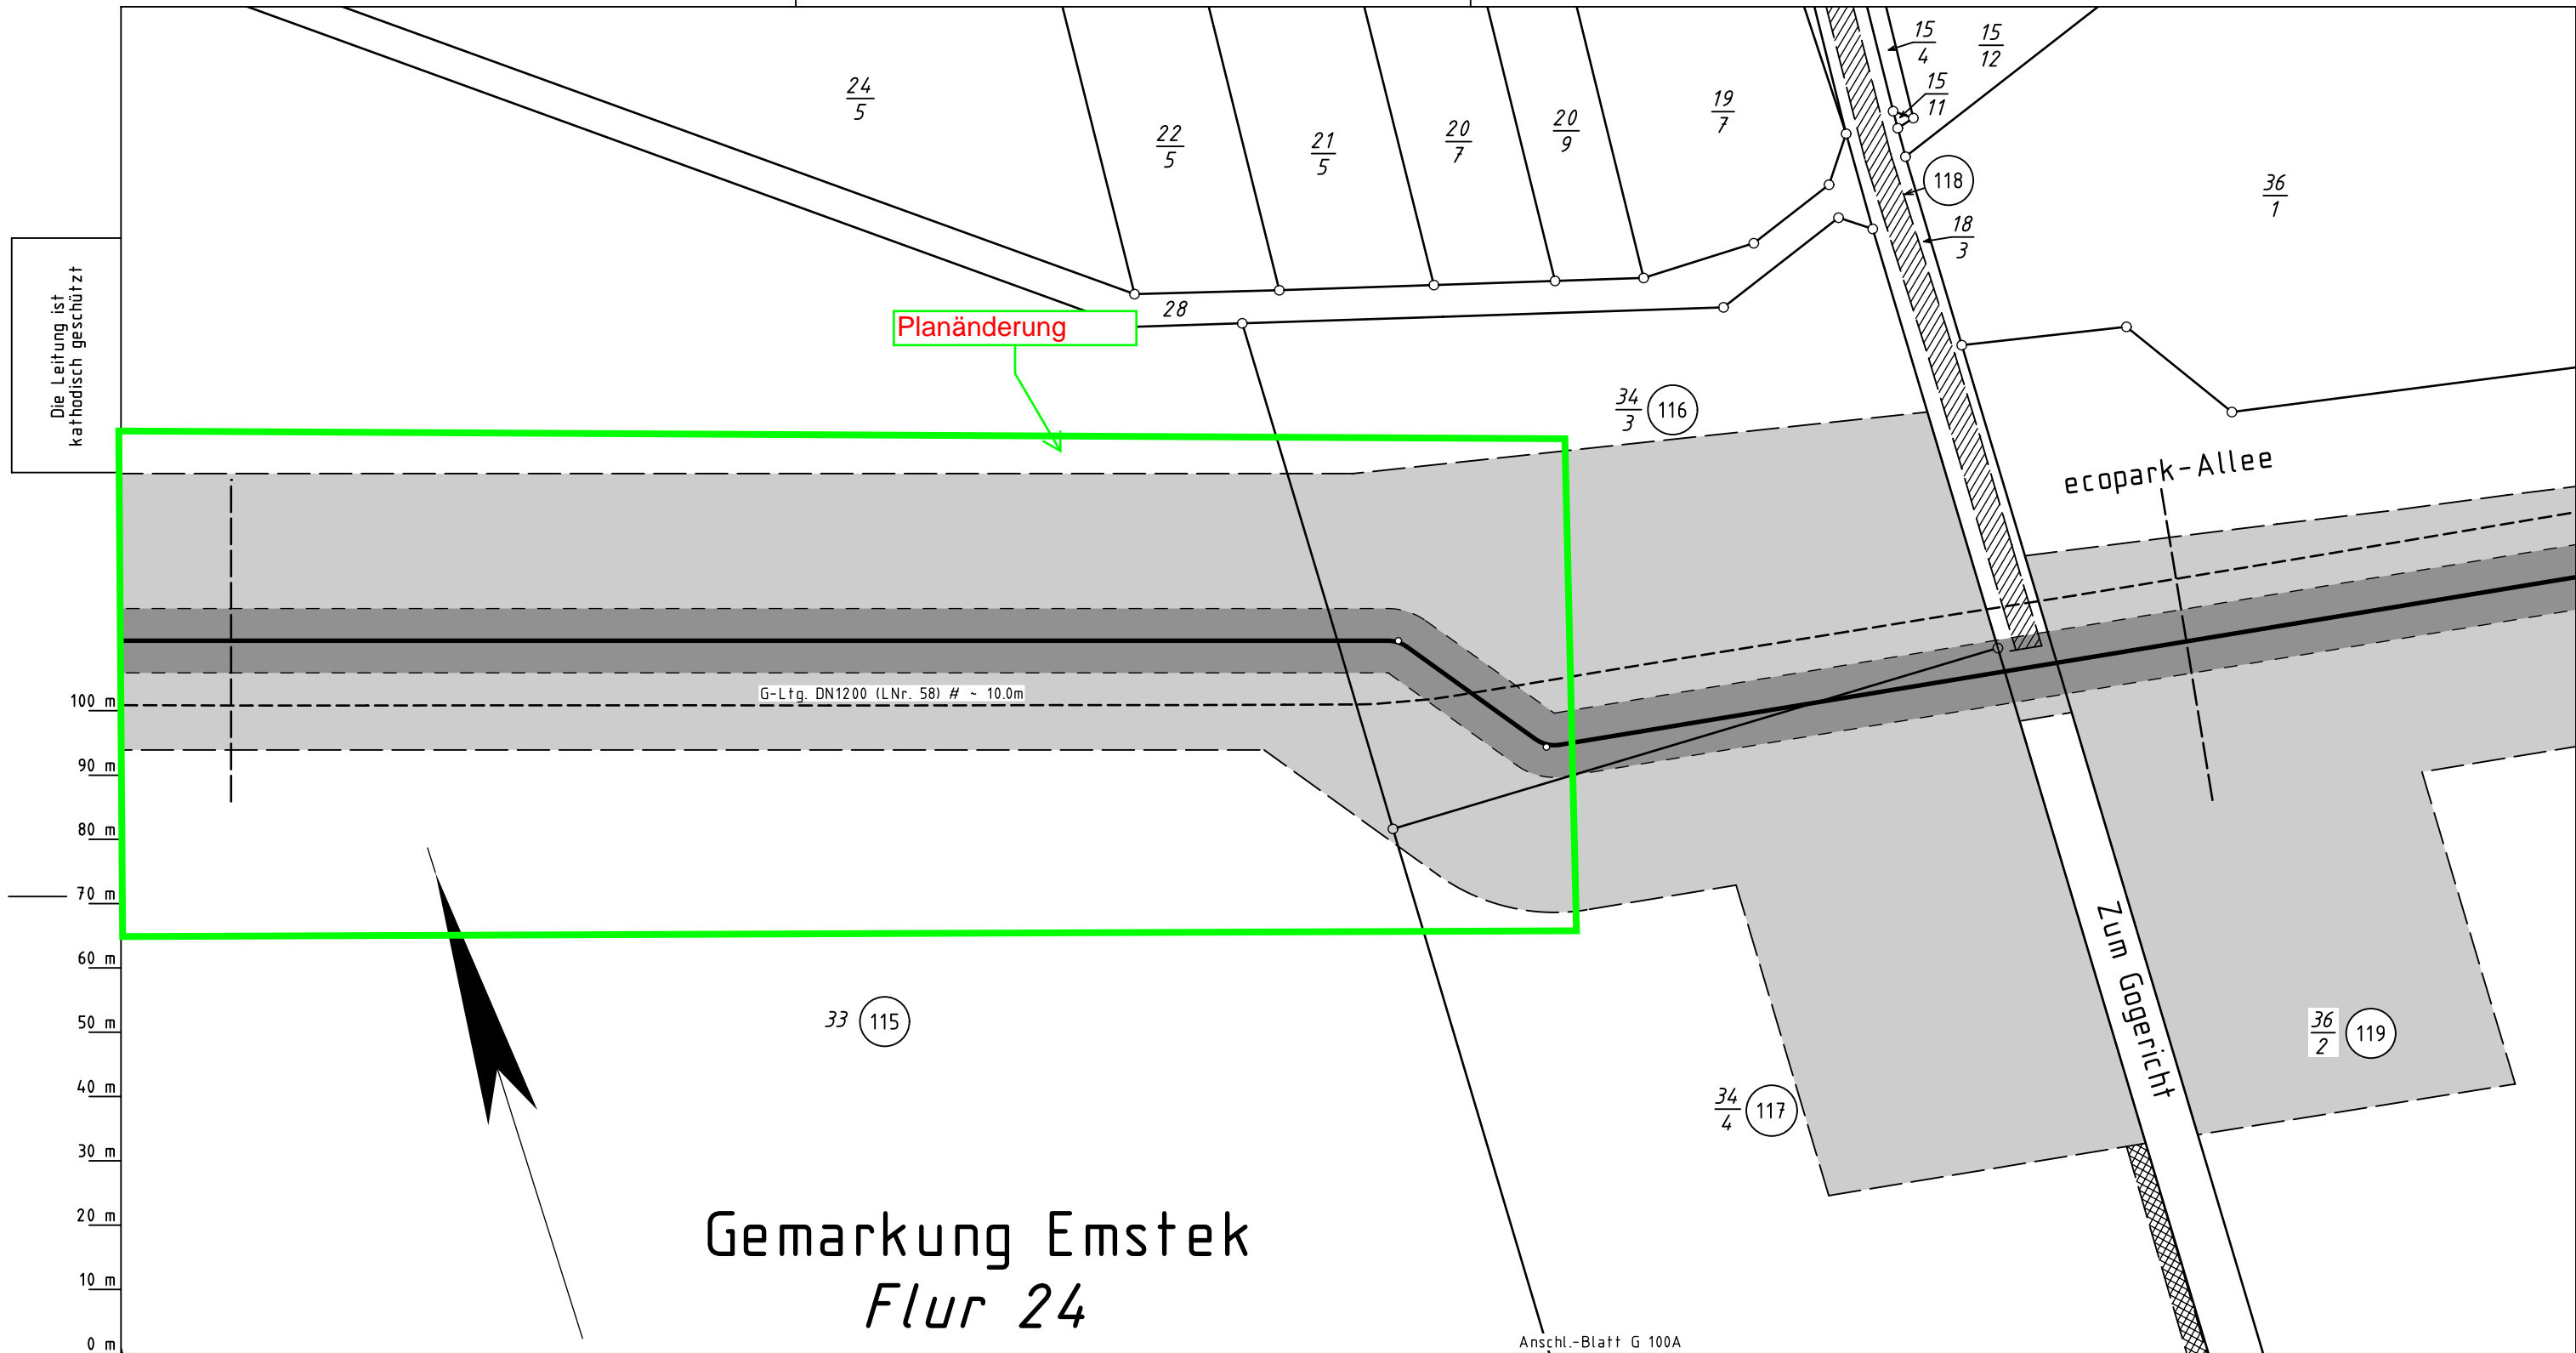 24
5
22
5
21
5
20
7
20
9
19
7
15
4
15
12
15
11
118
18
3
36
1
Die Leitung ist
kathodisch geschützt
28
Planänderung
34
3
116
ecopark-Allee
G-Ltg. DN1200 (LNr. 58) # ~ 10.0m
100 m
90 m
80 m
70 m
60 m
50 m
40 m
30 m
20 m
10 m
0 m
33
115
34
4
117
Zum Gogericht
36
2
119
Gemarkung Emstek
Flur 24
Anschl.-Blatt G 100A